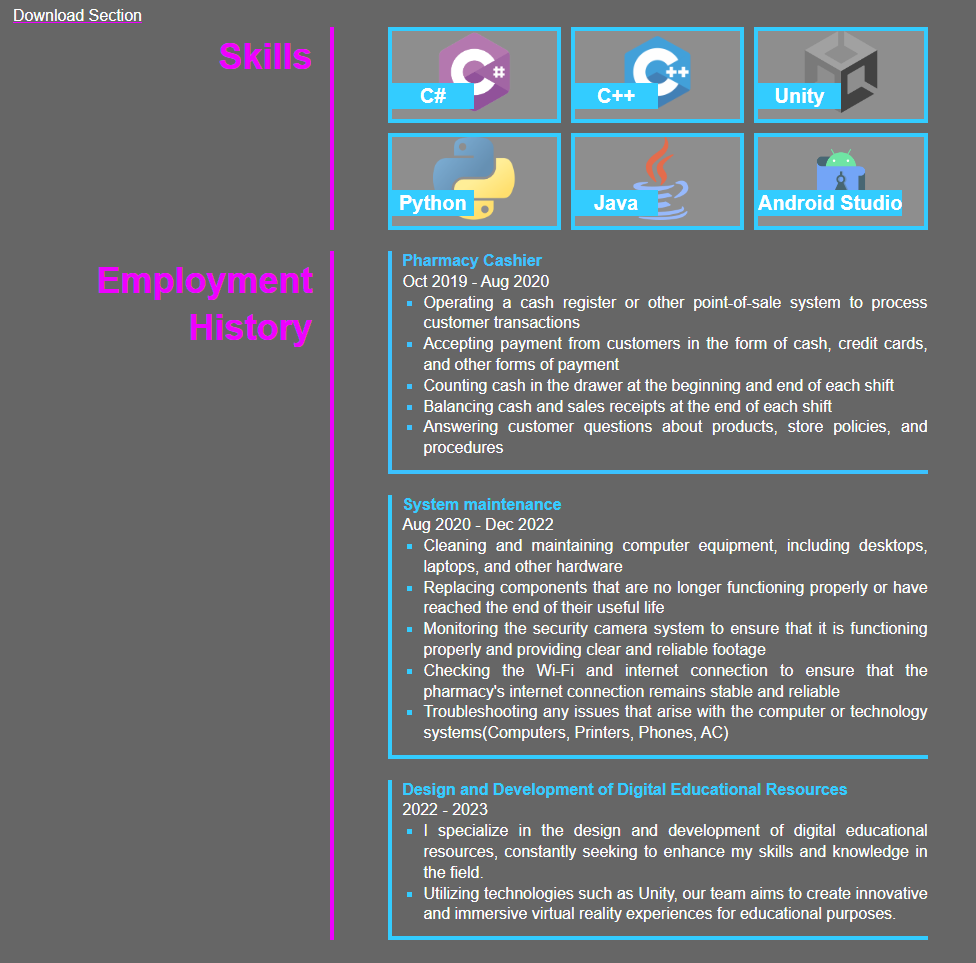 Download Section
Skills
C#
C++
Unity
Python
Java
Android Studio
Employment
History
Pharmacy Cashier
Oct 2019 - Aug 2020
Operating a cash register or other point-of-sale system to process
customer transactions
Accepting payment from customers in the form of cash, credit cards,
and other forms of payment
Counting cash in the drawer at the beginning and end of each shift
Balancing cash and sales receipts at the end of each shift
Answering customer questions about products, store policies, and
procedures
System maintenance
Aug 2020 - Dec 2022
Cleaning and maintaining computer equipment, including desktops,
laptops, and other hardware
Replacing components that are no longer functioning properly or have
reached the end of their useful life
Monitoring the security camera system to ensure that it is functioning
properly and providing clear and reliable footage
Checking the Wi-Fi and internet connection to ensure that the
pharmacy's internet connection remains stable and reliable
Troubleshooting any issues that arise with the computer or technology
systems(Computers, Printers, Phones, AC)
Design and Development of Digital Educational Resources
2022 - 2023
I specialize in the design and development of digital educational
resources, constantly seeking to enhance my skills and knowledge in
the field.
Utilizing technologies such as Unity, our team aims to create innovative
and immersive virtual reality experiences for educational purposes.